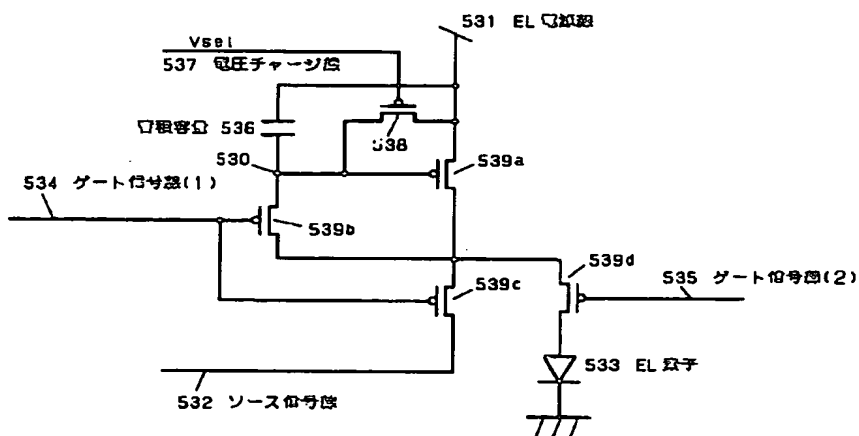 531 EL 電源線
Vsel
537 電圧チャージ線
蓄積容量 536
538
530
539a
534 ゲート信号線(1)
539b
539d
539c
535 ゲート信号線(2)
533 EL 素子
532 ソース信号線